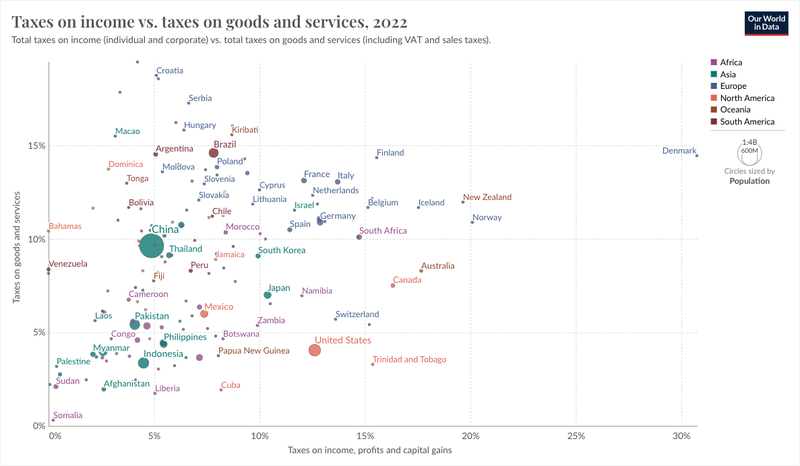 Taxes on income vs. taxes on goods and services, 2022
Total taxes on income (individual and corporate) vs. total taxes on goods and services (including VAT and sales taxes).
Our World
in Data
Africa
Asia
Europe
North America
Oceania
South America
1:4B
600M
Circles sized by
Population
Croatia
Serbia
Hungary
Kiribati
Macao
15%
Argentina
Brazil
Finland
Denmark
Dominica
Moldova
Poland
Tonga
Slovenia
France
Italy
Cyprus
Netherlands
Slovakia
Lithuania
Bolivia
Chile
Israel
Belgium
Iceland
New Zealand
Germany
Norway
Bahamas
China
Morocco
Spain
South Africa
10%
Thailand
Jamaica
South Korea
Venezuela
Fiji
Peru
Australia
Canada
Japan
Namibia
Cameroon
Mexico
Laos
Pakistan
Zambia
Switzerland
5%
Congo
Philippines
Botswana
United States
Myanmar
Indonesia
Papua New Guinea
Palestine
Trinidad and Tobago
Sudan
Afghanistan
Liberia
Cuba
Somalia
0%
0%
5%
10%
15%
20%
25%
30%
Taxes on goods and services
Taxes on income, profits and capital gains